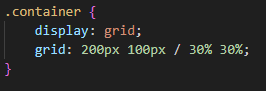 .container {
    display: grid;
    grid: 200px 100px / 30% 30%;
}